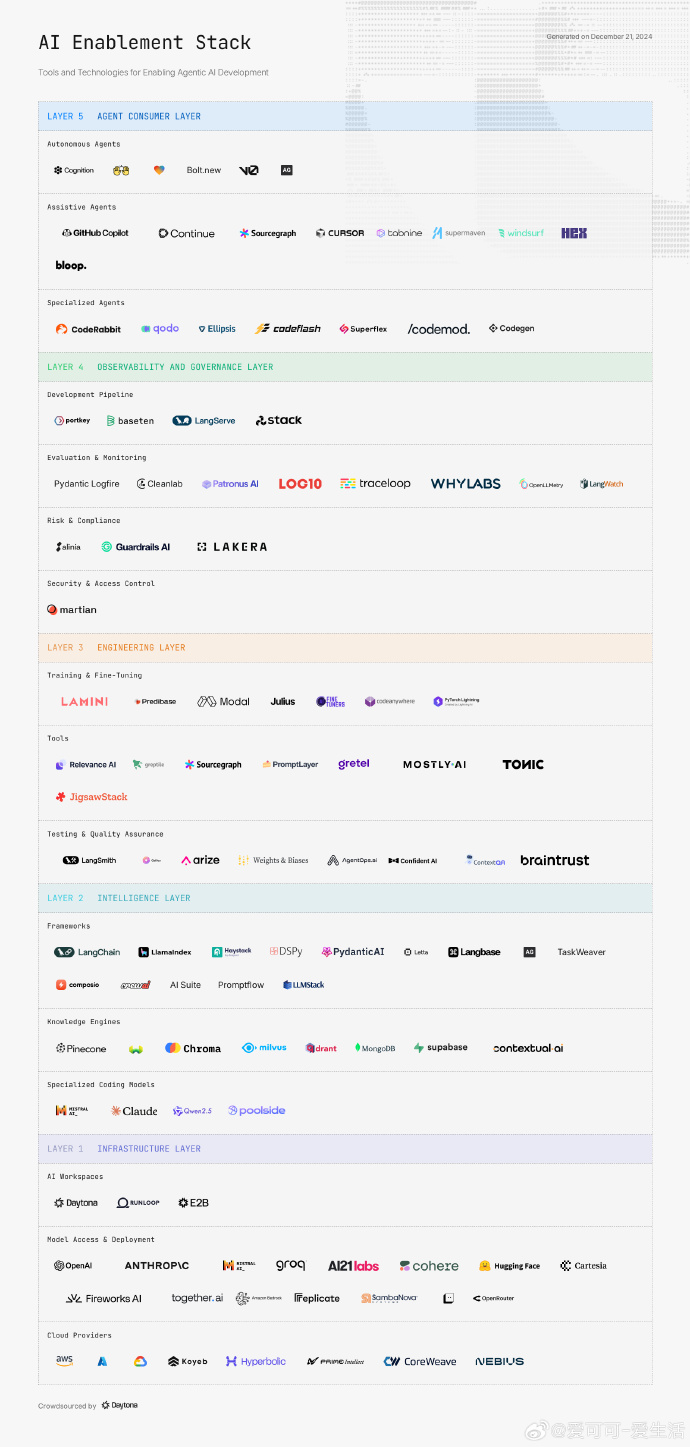 AI Enablement Stack
Generated on December 21, 2024
Tools and Technologies for Enabling Agentic AI Development
LAYER 5 AGENT CONSUMER LAYER
Autonomous Agents
Cognition Bolt.new V0 AG
Assistive Agents
GitHub Copilot Continue Sourcegraph CURSOR tabnine supermaven windsurf HEX
bloop.
Specialized Agents
CodeRabbit qodo Ellipsis codeflash Superflex /codemod. Codegen
LAYER 4 OBSERVABILITY AND GOVERNANCE LAYER
Development Pipeline
portkey baseten LangServe stack
Evaluation & Monitoring
Pydantic Logfire Cleanlab Patronus AI LOG10 traceloop WHYLABS OpenLLMetry LangWatch
Risk & Compliance
alinia Guardrails AI LAKERA
Security & Access Control
martian
LAYER 3 ENGINEERING LAYER
Training & Fine-Tuning
LAMINI Predibase Modal Julius FINE TUNERS codeanywhere PyTorch Lightning
Tools
Relevance AI greptile Sourcegraph PromptLayer gretel MOSTLY·AI TONIC
JigsawStack
Testing & Quality Assurance
LangSmith arize Weights & Biases AgentOps.ai Confident AI ContextQA braintrust
LAYER 2 INTELLIGENCE LAYER
Frameworks
LangChain LlamaIndex Haystack DSPy PydanticAI Letta Langbase AG TaskWeaver
composio crewai AI Suite Promptflow LLMStack
Knowledge Engines
Pinecone Chroma milvus qdrant MongoDB supabase contextual·ai
Specialized Coding Models
MISTRAL AI_ Claude Qwen2.5 poolside
LAYER 1 INFRASTRUCTURE LAYER
AI Workspaces
Daytona RUNLOOP E2B
Model Access & Deployment
OpenAI ANTHROP\C MISTRAL AI_ groq AI21labs cohere Hugging Face Cartesia
Fireworks AI together.ai Amazon Bedrock Replicate SambaNova SYSTEMS OpenRouter
Cloud Providers
aws Koyeb Hyperbolic PRIME Intellect CoreWeave NEBIUS
Crowdsourced by Daytona
@爱可可-爱生活